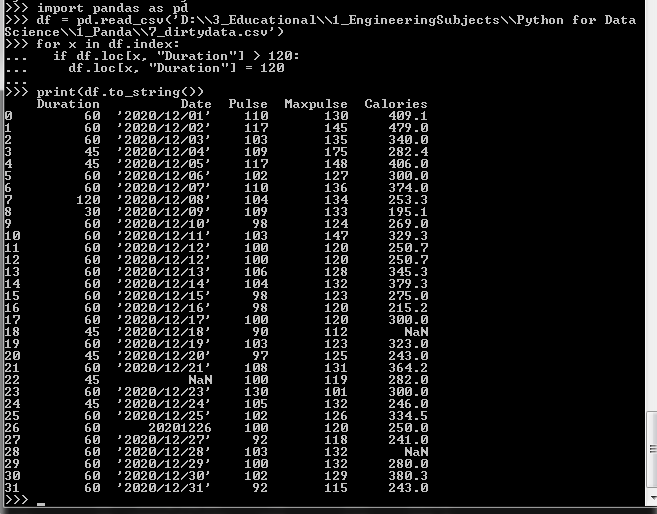 >>> import pandas as pd
>>> df = pd.read_csv('D:\\3_Educational\\1_EngineeringSubjects\\Python for Data
Science\\1_Panda\\7_dirtydata.csv')
>>> for x in df.index:
...   if df.loc[x, "Duration"] > 120:
...     df.loc[x, "Duration"] = 120
...
>>> print(df.to_string())
    Duration          Date  Pulse  Maxpulse  Calories
0         60  '2020/12/01'    110       130     409.1
1         60  '2020/12/02'    117       145     479.0
2         60  '2020/12/03'    103       135     340.0
3         45  '2020/12/04'    109       175     282.4
4         45  '2020/12/05'    117       148     406.0
5         60  '2020/12/06'    102       127     300.0
6         60  '2020/12/07'    110       136     374.0
7        120  '2020/12/08'    104       134     253.3
8         30  '2020/12/09'    109       133     195.1
9         60  '2020/12/10'     98       124     269.0
10        60  '2020/12/11'    103       147     329.3
11        60  '2020/12/12'    100       120     250.7
12        60  '2020/12/12'    100       120     250.7
13        60  '2020/12/13'    106       128     345.3
14        60  '2020/12/14'    104       132     379.3
15        60  '2020/12/15'     98       123     275.0
16        60  '2020/12/16'     98       120     215.2
17        60  '2020/12/17'    100       120     300.0
18        45  '2020/12/18'     90       112       NaN
19        60  '2020/12/19'    103       123     323.0
20        45  '2020/12/20'     97       125     243.0
21        60  '2020/12/21'    108       131     364.2
22        45           NaN    100       119     282.0
23        60  '2020/12/23'    130       101     300.0
24        45  '2020/12/24'    105       132     246.0
25        60  '2020/12/25'    102       126     334.5
26        60      20201226    100       120     250.0
27        60  '2020/12/27'     92       118     241.0
28        60  '2020/12/28'    103       132       NaN
29        60  '2020/12/29'    100       132     280.0
30        60  '2020/12/30'    102       129     380.3
31        60  '2020/12/31'     92       115     243.0
>>> _